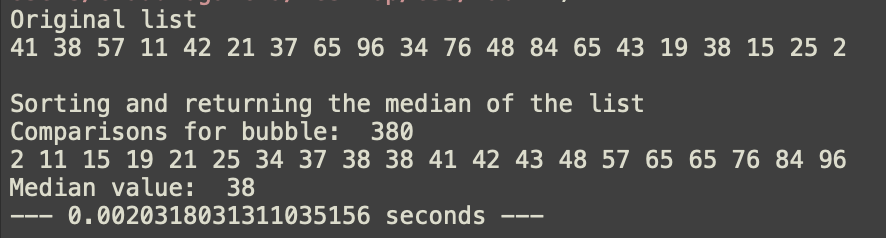 Original list
41 38 57 11 42 21 37 65 96 34 76 48 84 65 43 19 38 15 25 2
Sorting and returning the median of the list
Comparisons for bubble:  380
2 11 15 19 21 25 34 37 38 38 41 42 43 48 57 65 65 76 84 96
Median value:  38
--- 0.0020318031311035156 seconds ---